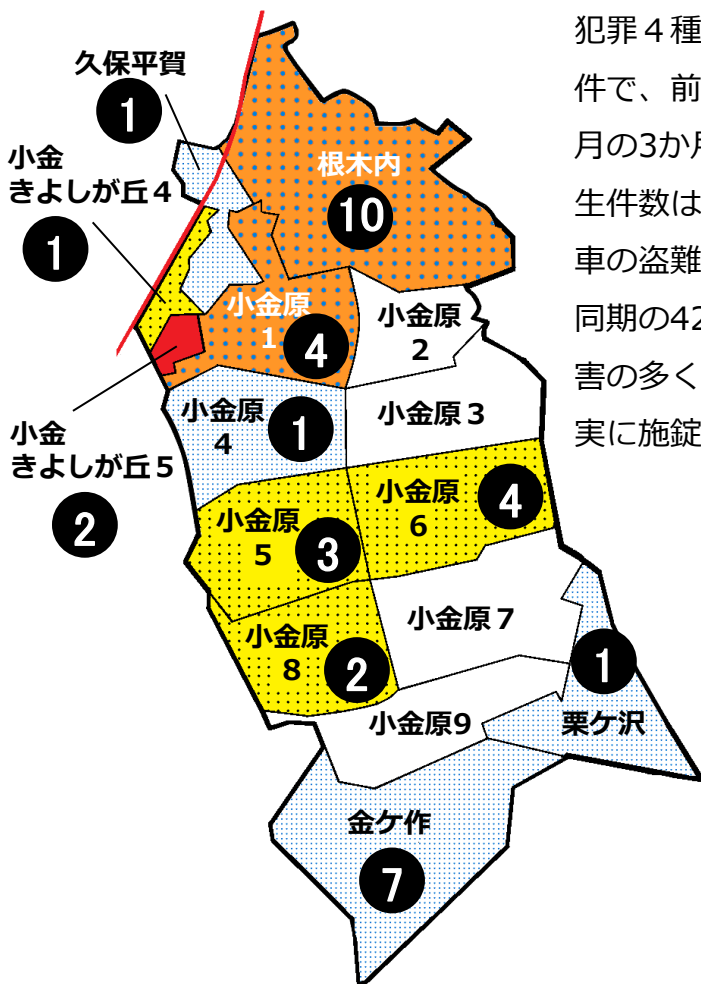 犯罪４種
件で、前
月の3か月
生件数は
車の盗難
同期の42
害の多く
実に施錠
久保平賀
1
小金
きよしが丘４
1
根木内
10
小金原
1
4
小金原
2
小金
きよしが丘５
2
小金原
4
1
小金原３
小金原
5
3
小金原
6
4
小金原
8
2
小金原７
1
栗ケ沢
小金原9
金ケ作
7